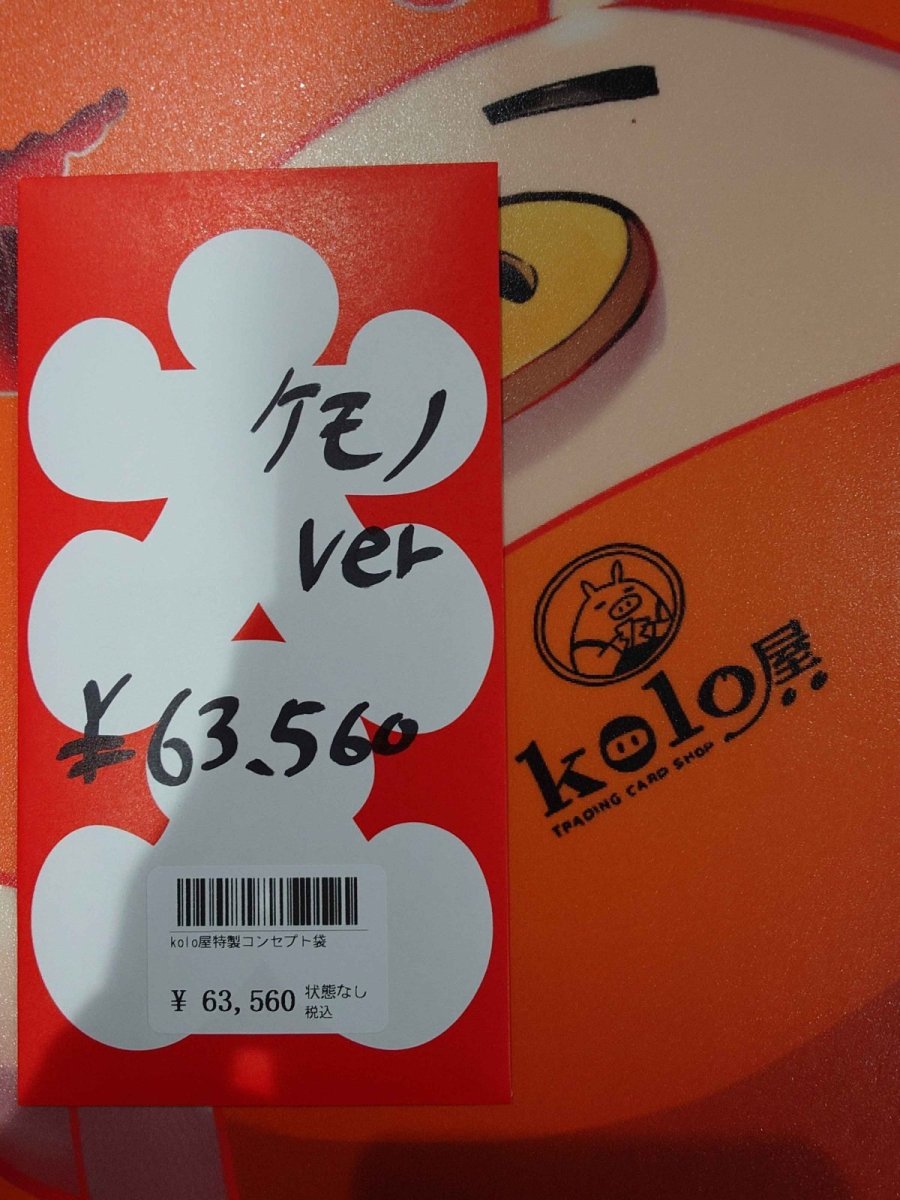 ケモノ
ver
¥63.560
kolo屋特製コンセプト袋
¥ 63,560 状態なし
税込
kolo屋
TRADING CARD SHOP